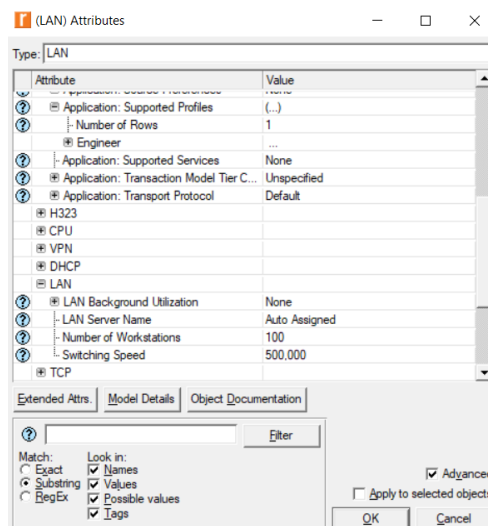 (LAN) Attributes
Type: LAN
Attribute Value
Application: Supported Profiles (...)
Number of Rows 1
Engineer ...
Application: Supported Services None
Application: Transaction Model Tier C... Unspecified
Application: Transport Protocol Default
H323
CPU
VPN
DHCP
LAN
LAN Background Utilization None
LAN Server Name Auto Assigned
Number of Workstations 100
Switching Speed 500,000
TCP
Extended Attrs. Model Details Object Documentation
Filter
Match: Look in:
Exact Names
Substring Values
RegEx Possible values
Tags
Advanced
Apply to selected objects
OK Cancel